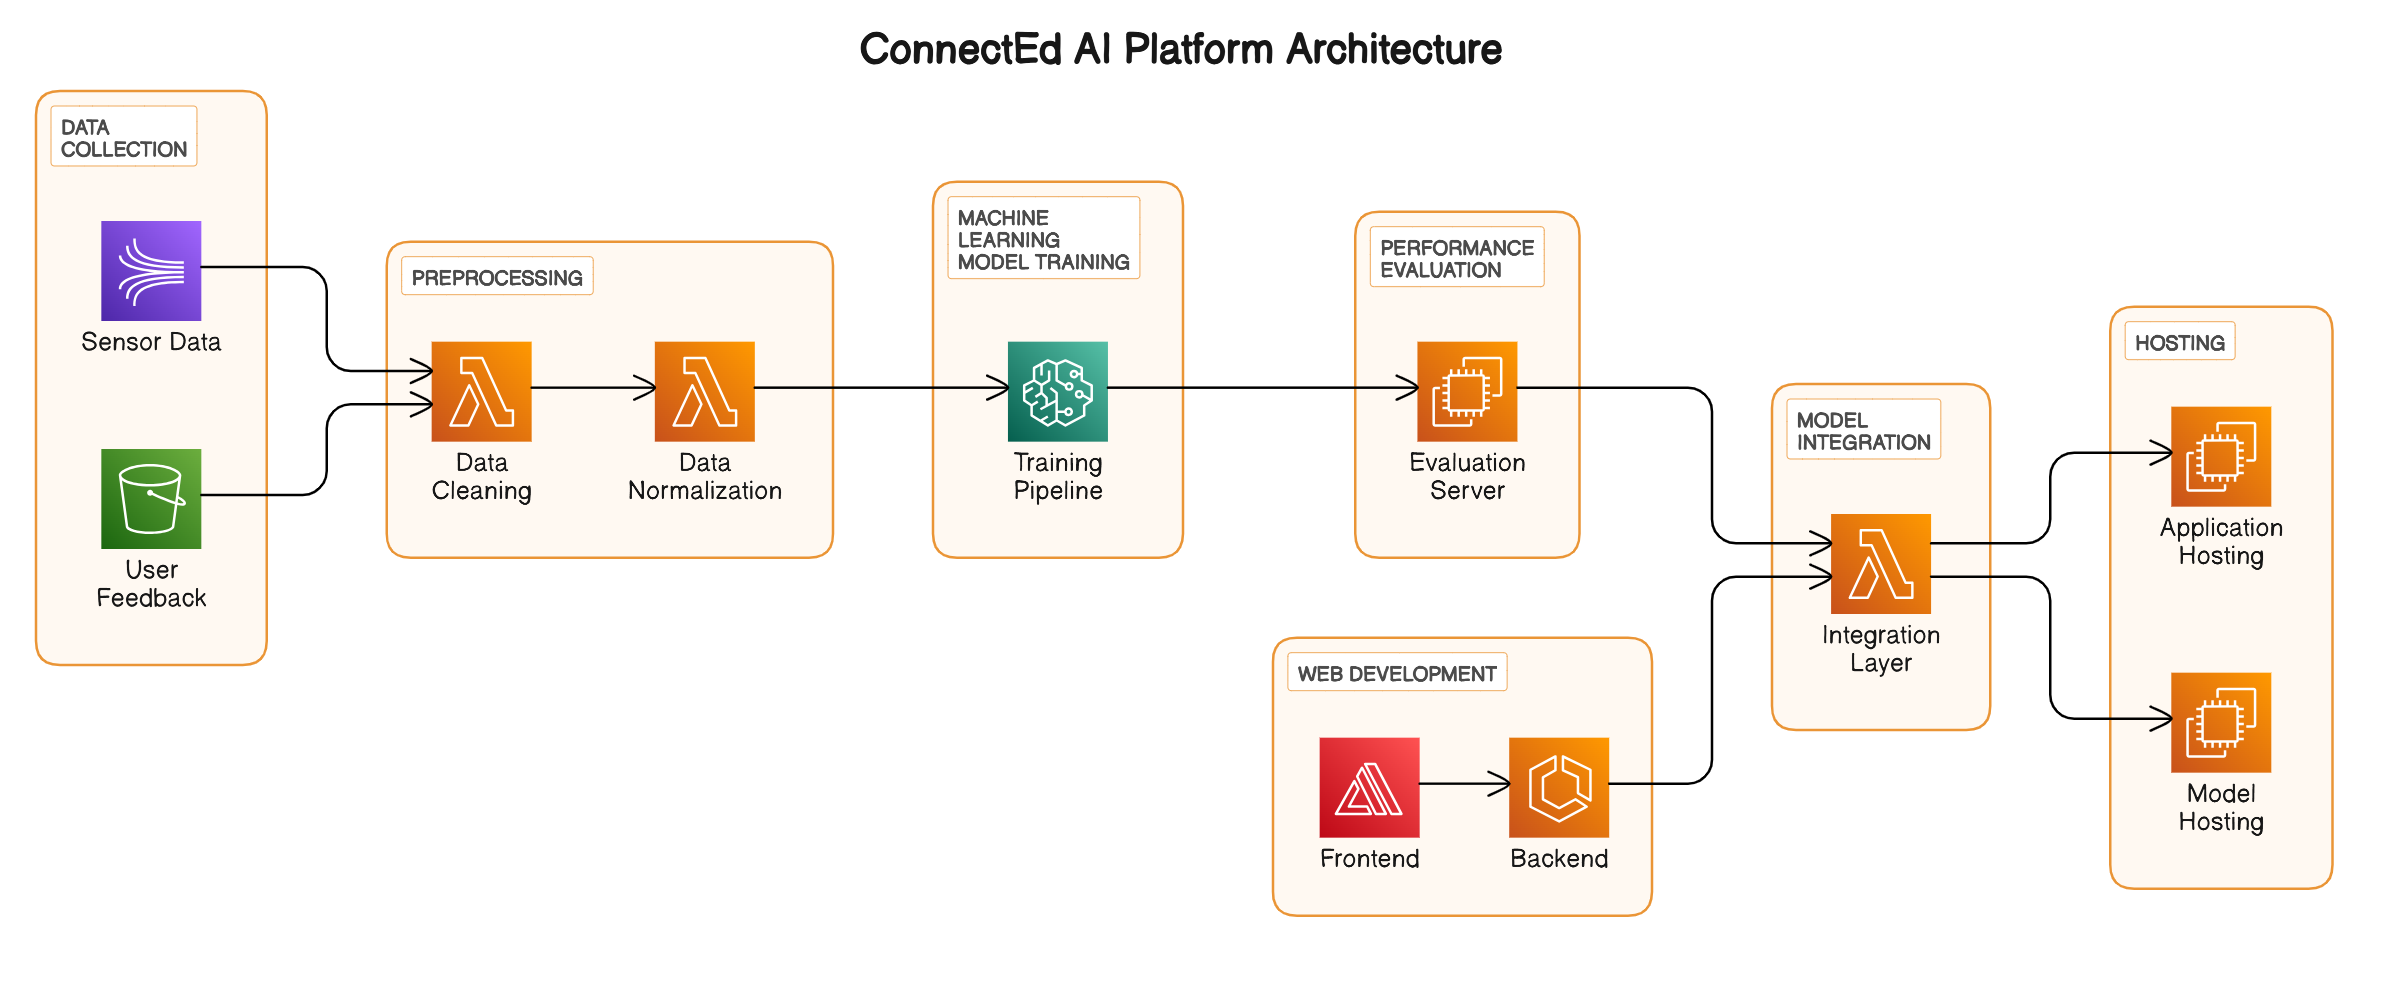 ConnectEd AI Platform Architecture
DATA
COLLECTION
Sensor Data
User
Feedback
PREPROCESSING
Data
Cleaning
Data
Normalization
MACHINE
LEARNING
MODEL TRAINING
Training
Pipeline
PERFORMANCE
EVALUATION
Evaluation
Server
WEB DEVELOPMENT
Frontend
Backend
MODEL
INTEGRATION
Integration
Layer
HOSTING
Application
Hosting
Model
Hosting